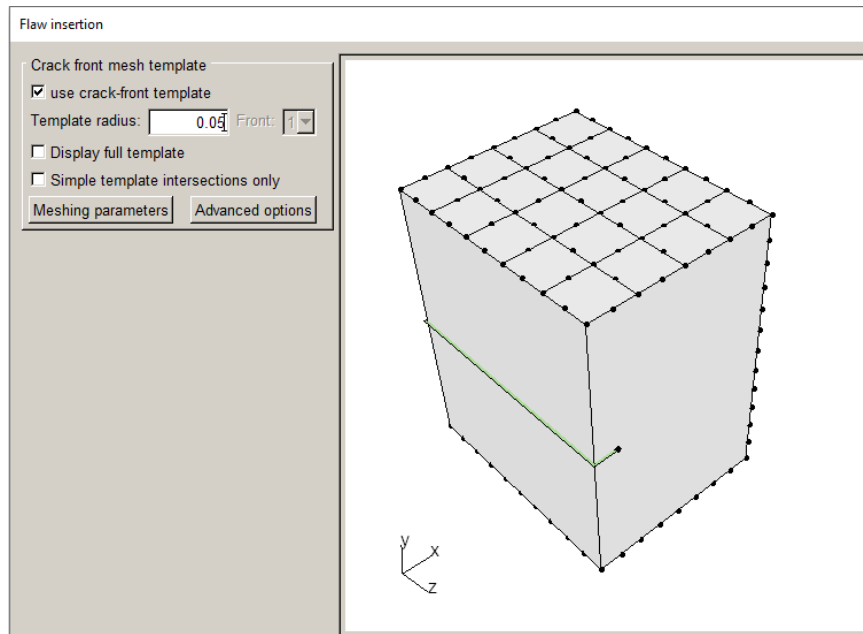 Flaw insertion
Crack front mesh template
use crack-front template
Template radius: 0.05 Front: 1
Display full template
Simple template intersections only
Meshing parameters Advanced options
y
x
z